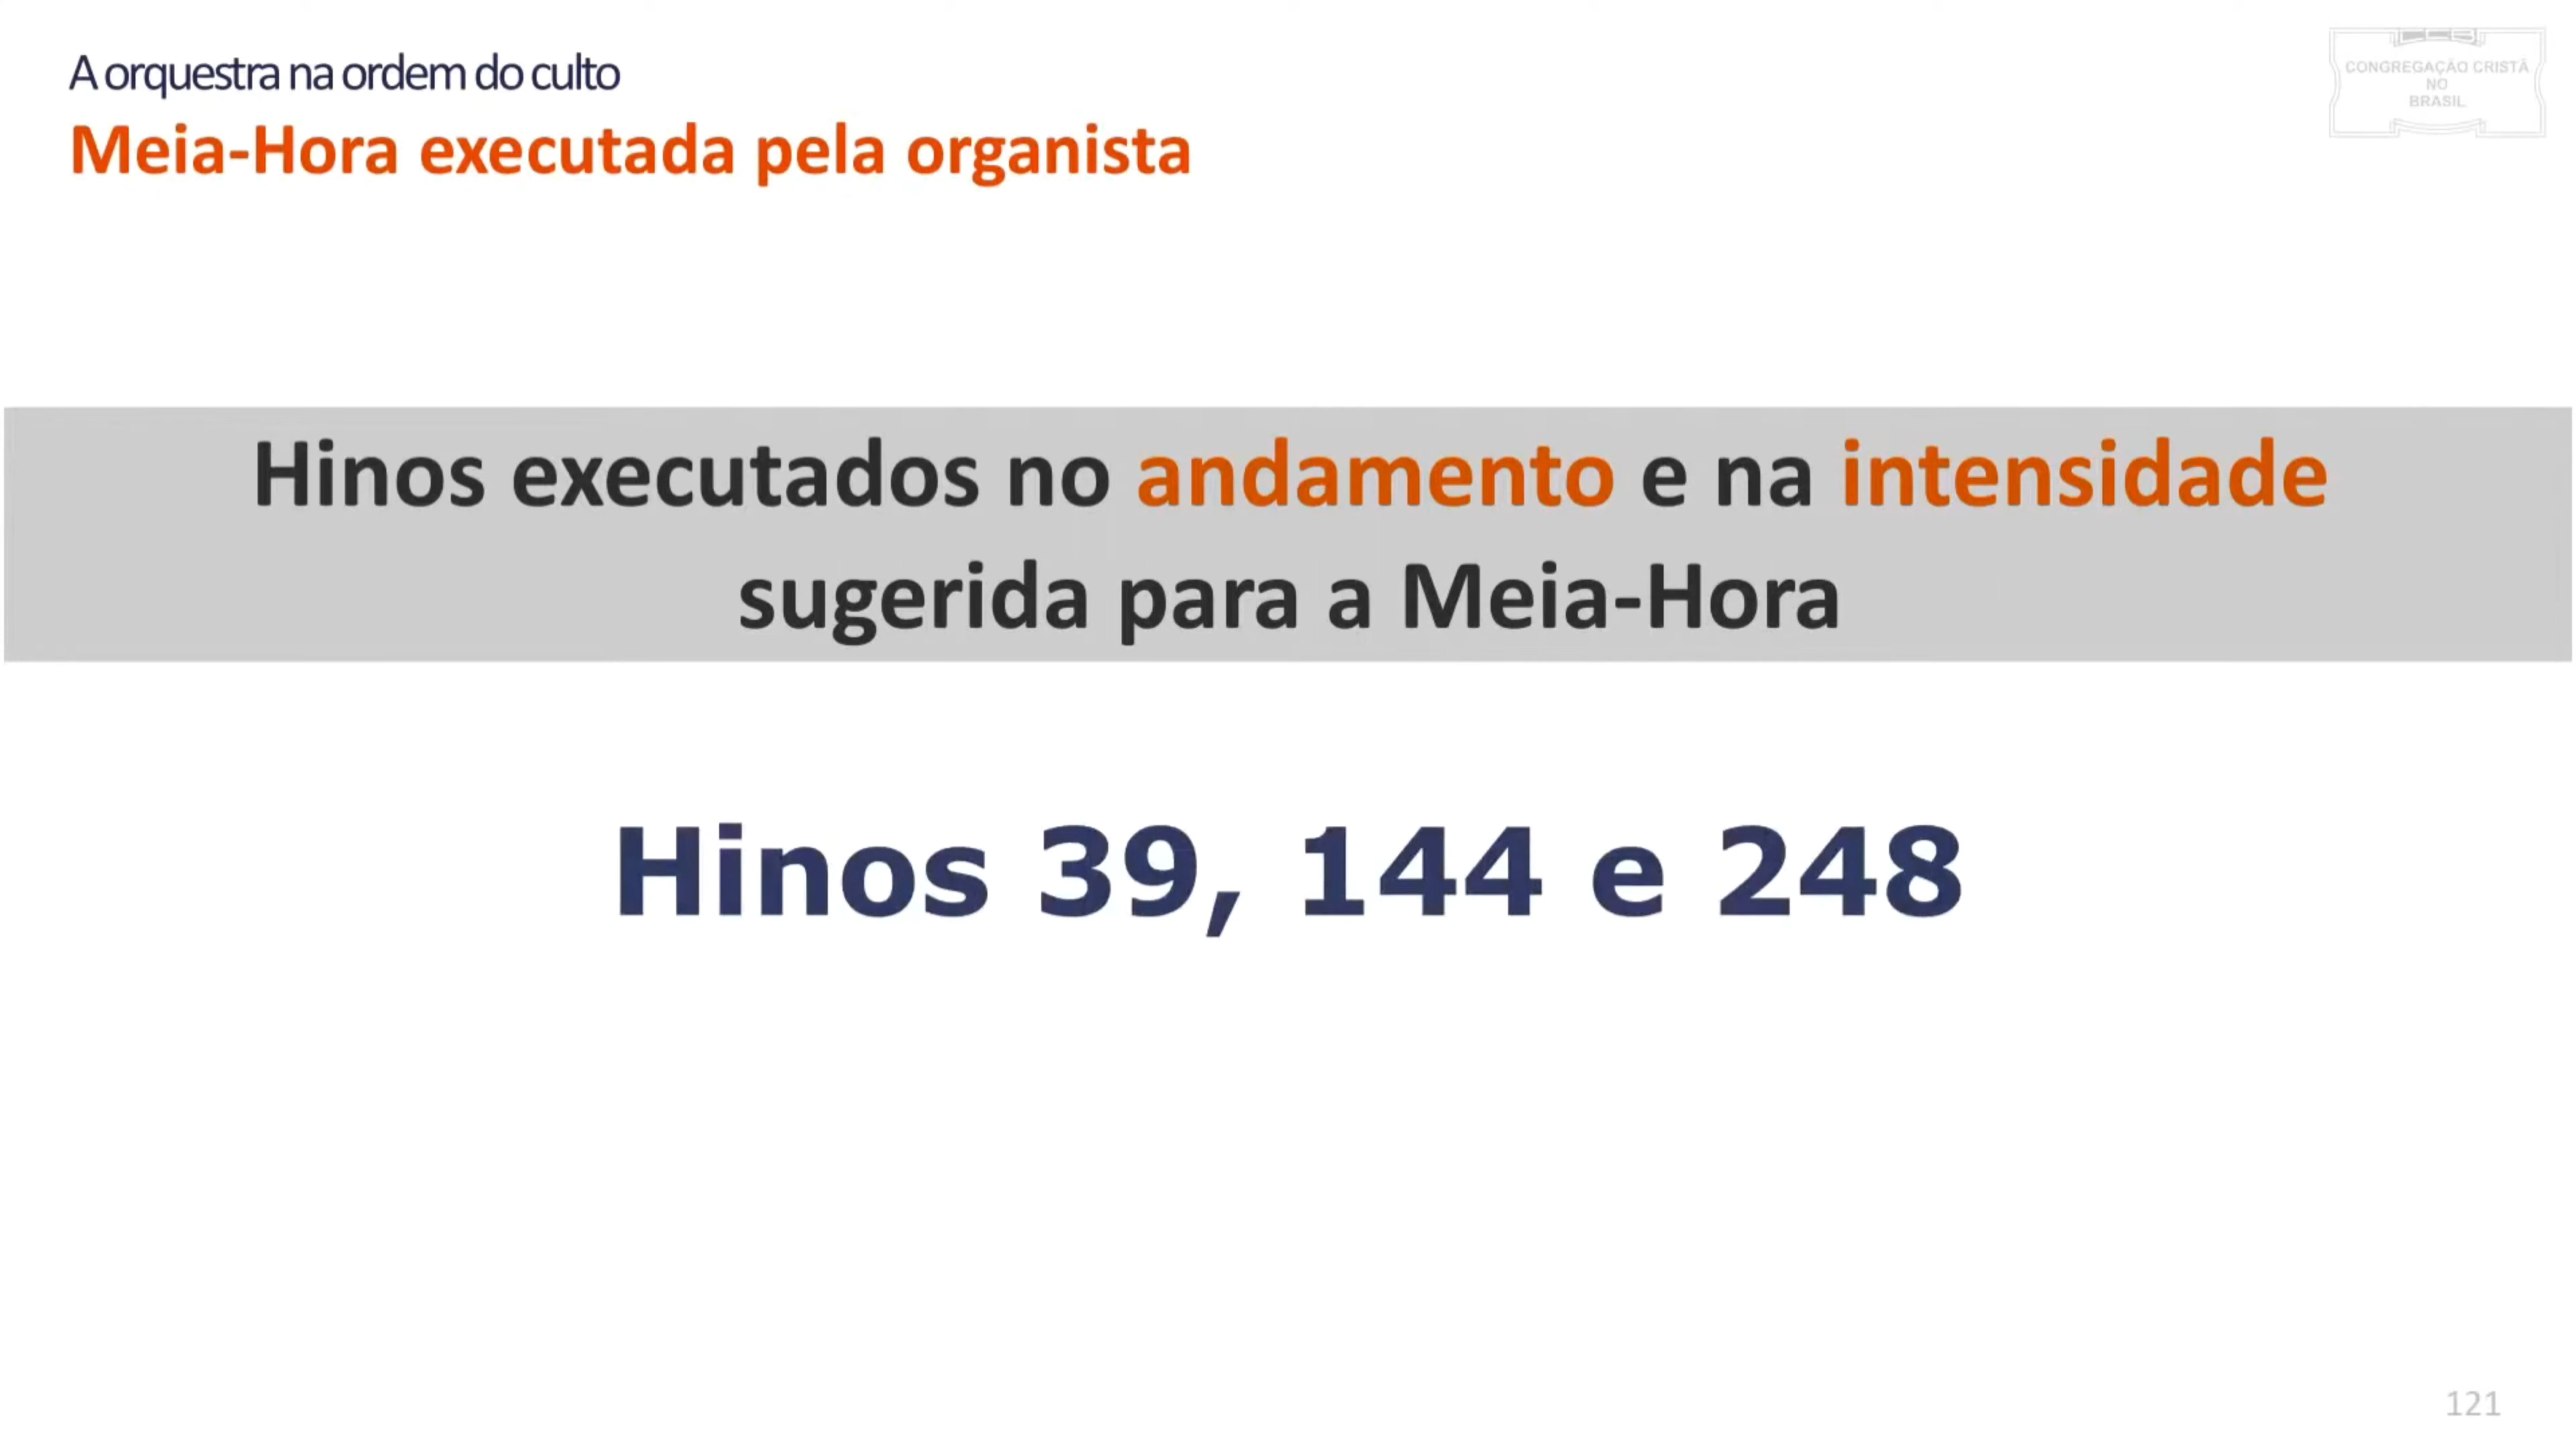 A orquestra na ordem do culto
Meia-Hora executada pela organista
CONGREGAÇÃO CRISTÃ
NO
BRASIL
Hinos executados no andamento e na intensidade
sugerida para a Meia-Hora
Hinos 39, 144 e 248
121